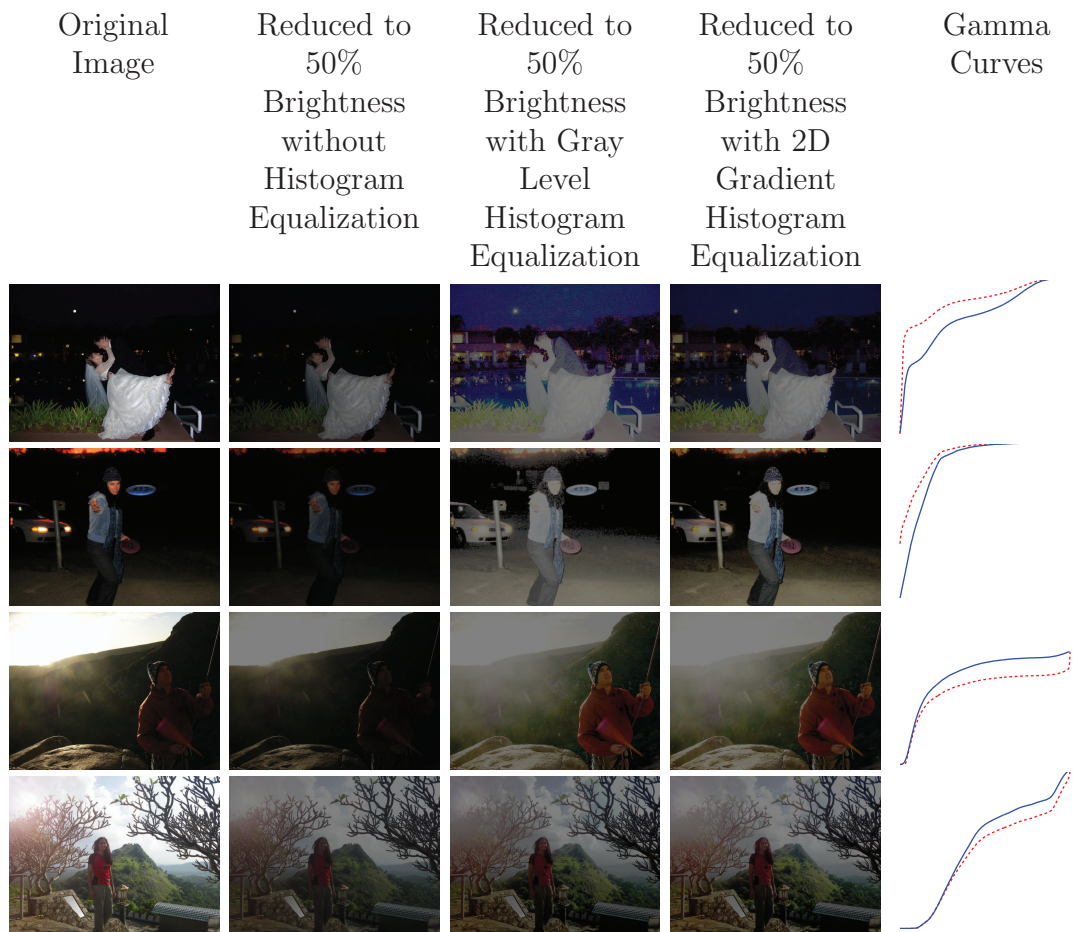 Original
Image
Reduced to
50%
Brightness
without
Histogram
Equalization
Reduced to
50%
Brightness
with Gray
Level
Histogram
Equalization
Reduced to
50%
Brightness
with 2D
Gradient
Histogram
Equalization
Gamma
Curves